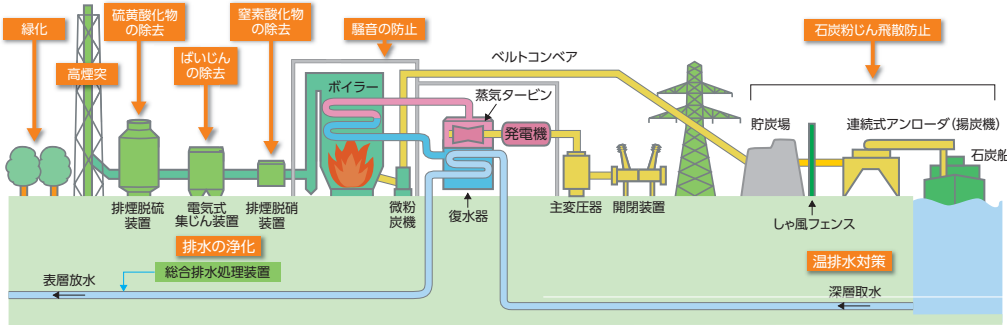 緑化
高煙突
硫黄酸化物
の除去
ばいじん
の除去
窒素酸化物
の除去
騒音の防止
石炭粉じん飛散防止
ベルトコンベア
ボイラー
蒸気タービン
発電機
貯炭場
連続式アンローダ（揚炭機）
石炭船
排煙脱硫
装置
電気式
集じん装置
排煙脱硝
装置
微粉
炭機
復水器
主変圧器
開閉装置
しゃ風フェンス
排水の浄化
総合排水処理装置
温排水対策
表層放水
深層取水